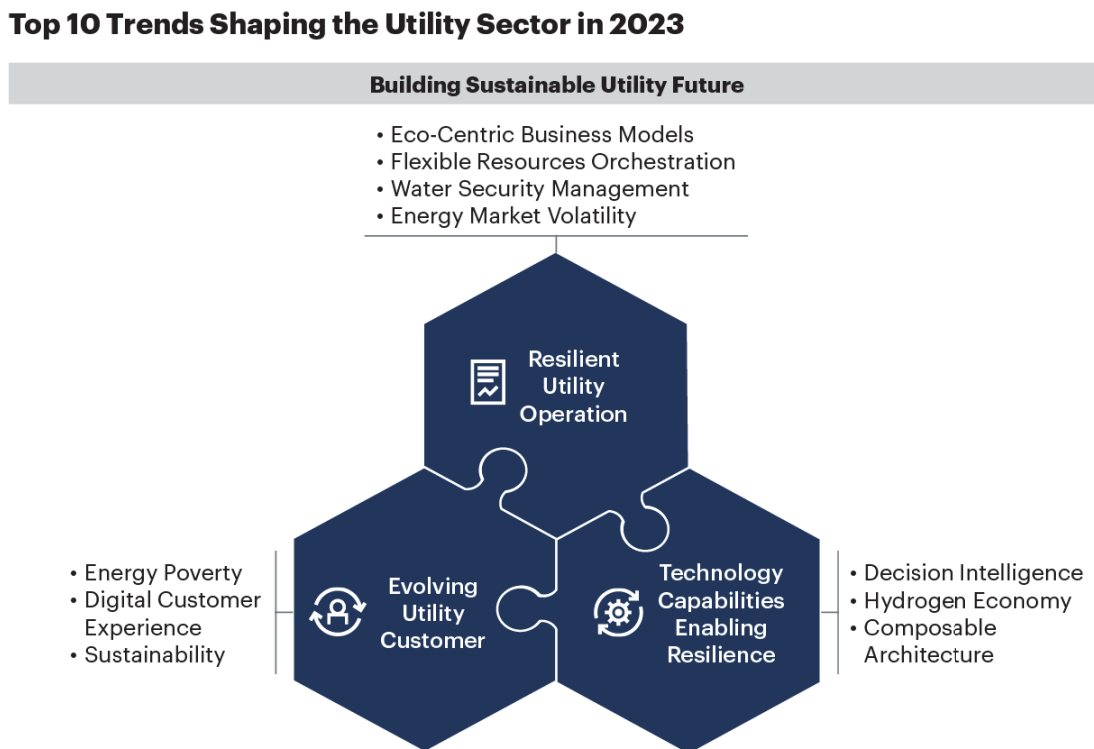 Top 10 Trends Shaping the Utility Sector in 2023
Building Sustainable Utility Future
• Eco-Centric Business Models
• Flexible Resources Orchestration
• Water Security Management
• Energy Market Volatility
Resilient
Utility
Operation
• Energy Poverty
• Digital Customer
Experience
• Sustainability
Evolving
Utility
Customer
Technology
Capabilities
Enabling
Resilience
• Decision Intelligence
• Hydrogen Economy
• Composable
Architecture